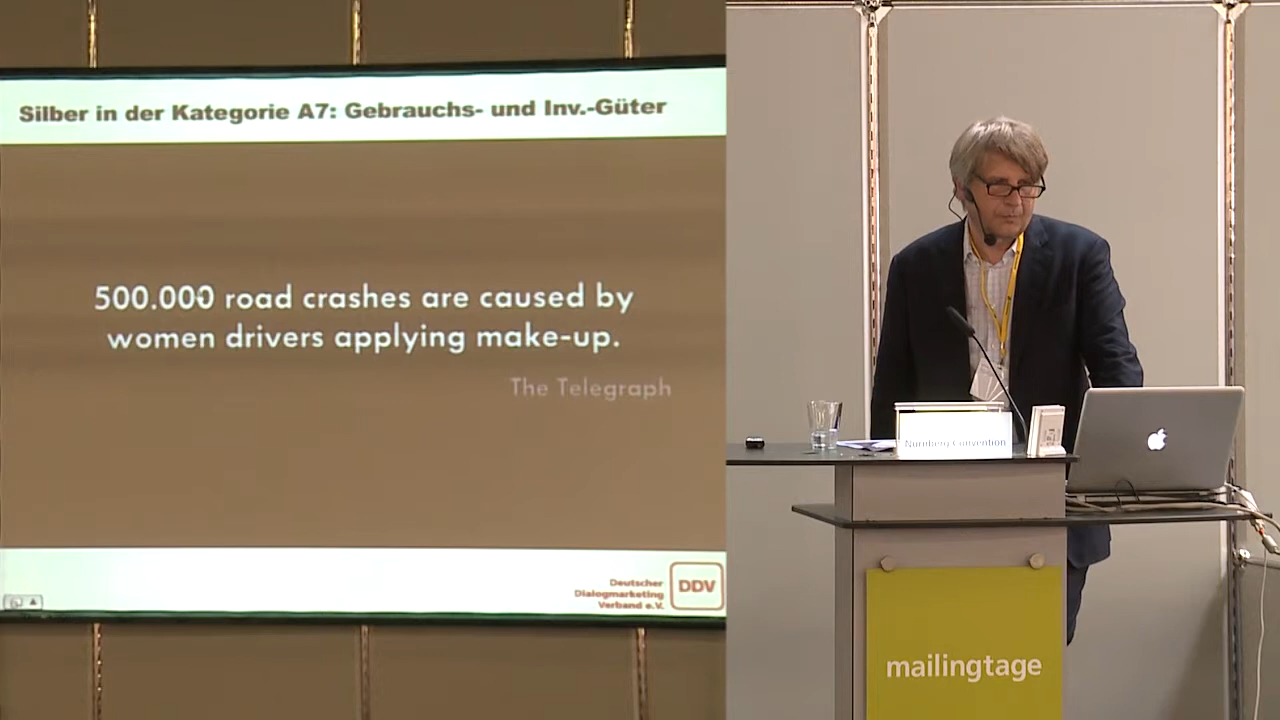 Silber in der Kategorie A7: Gebrauchs- und Inv.-Güter
500.000 road crashes are caused by
women drivers applying make-up.
The Telegraph
Deutscher
Dialogmarketing
Verband e.V.
DDV
Nürnberg Convention
mailingtage